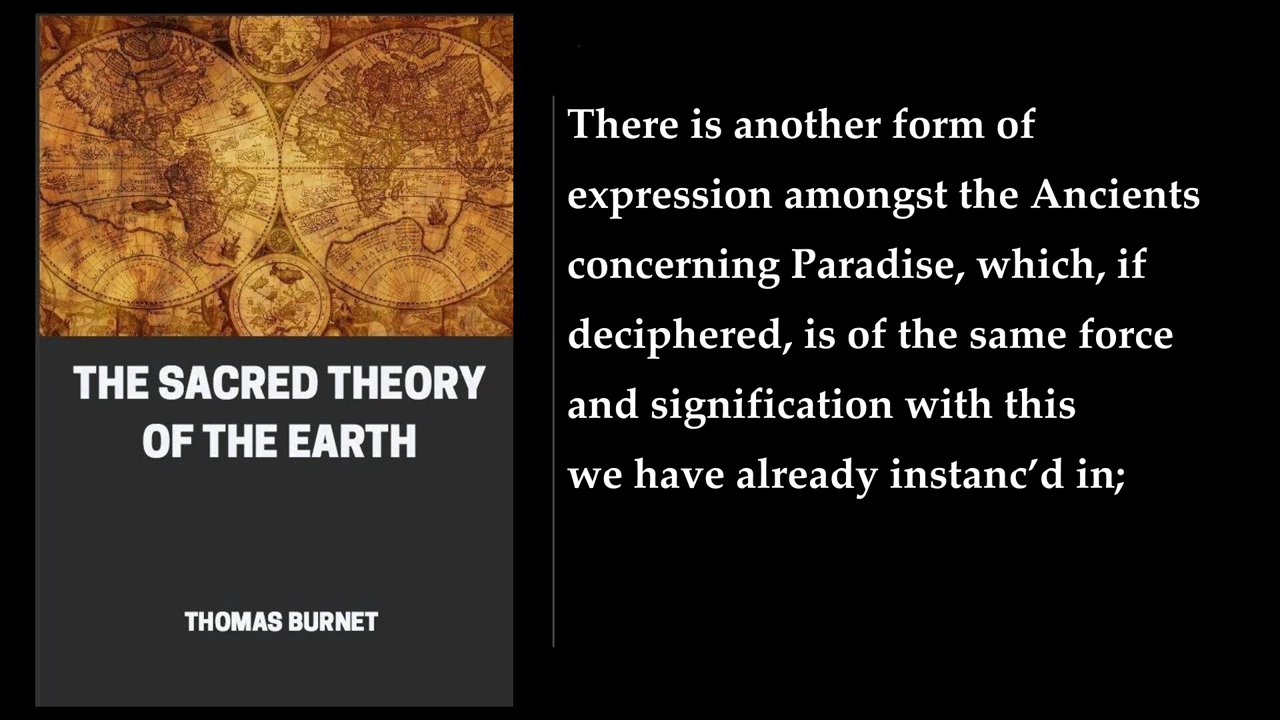 THE SACRED THEORY
OF THE EARTH
THOMAS BURNET
There is another form of
expression amongst the Ancients
concerning Paradise, which, if
deciphered, is of the same force
and signification with this
we have already instanc’d in;